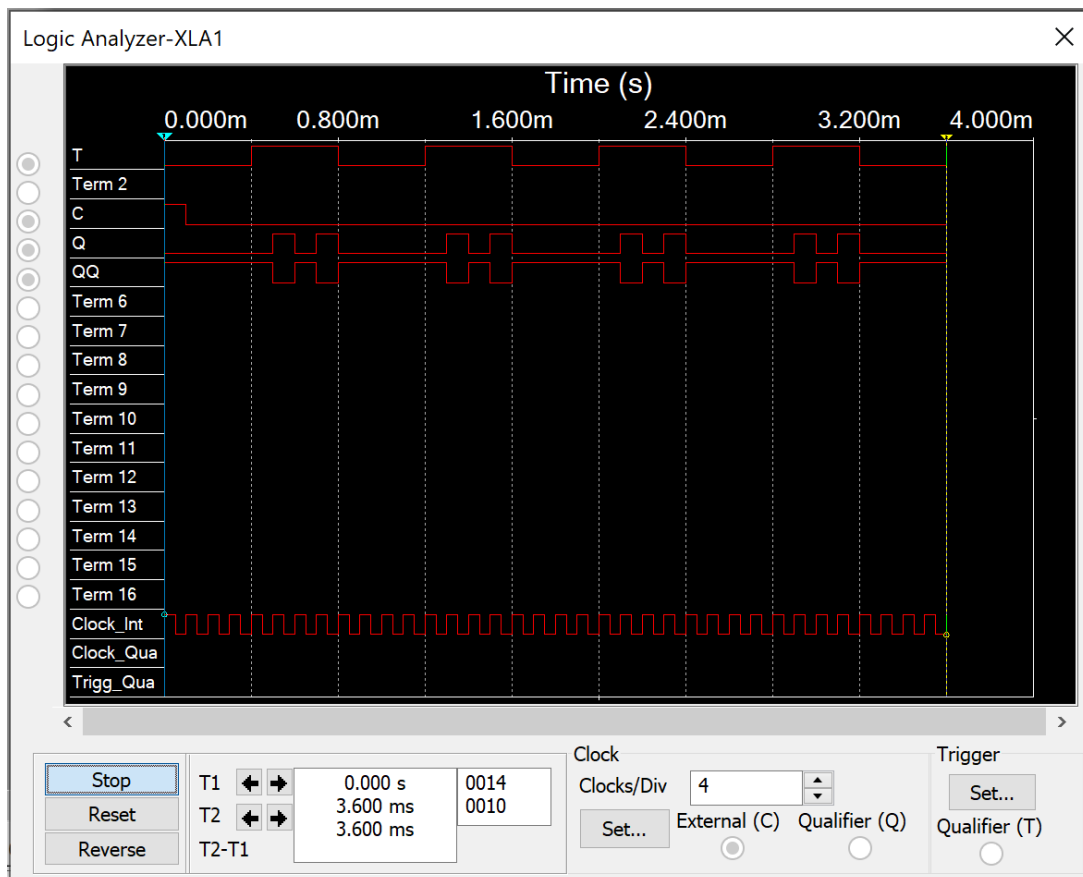 Logic Analyzer-XLA1
Time (s)
0.000m 0.800m 1.600m 2.400m 3.200m 4.000m
T
Term 2
C
Q
QQ
Term 6
Term 7
Term 8
Term 9
Term 10
Term 11
Term 12
Term 13
Term 14
Term 15
Term 16
Clock_Int
Clock_Qua
Trigg_Qua
Stop
Reset
Reverse
T1 0.000 s 0014
T2 3.600 ms 0010
T2-T1 3.600 ms
Clock
Clocks/Div 4
Set... External (C) Qualifier (Q)
Trigger
Set...
Qualifier (T)